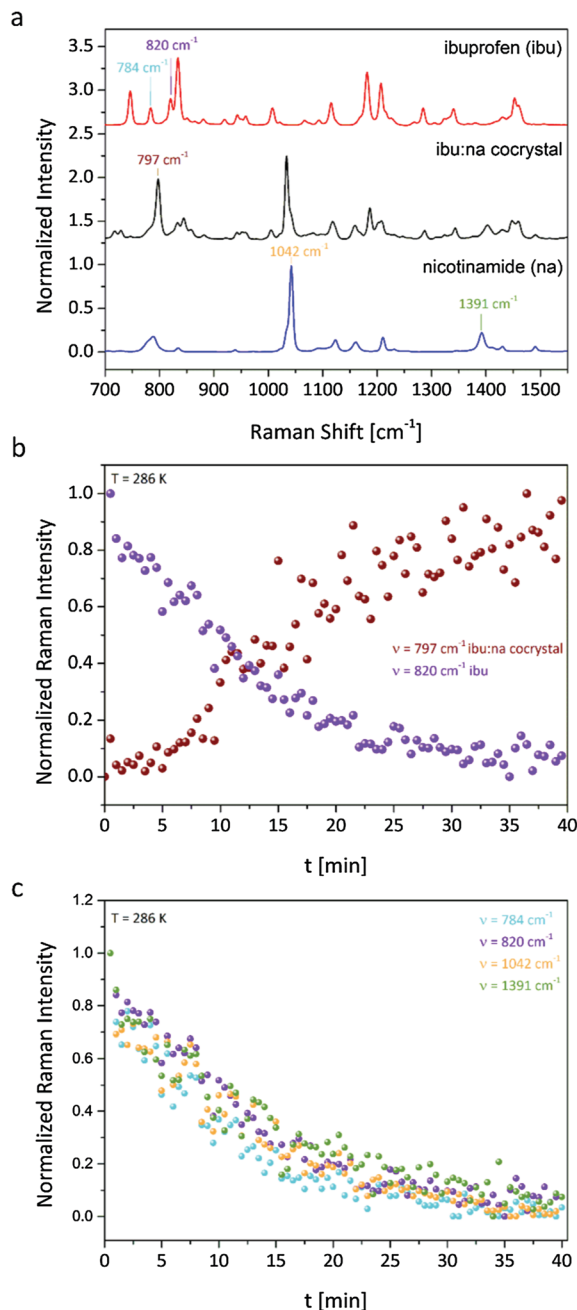 a
820 cm-1
784 cm-1
ibuprofen (ibu)
797 cm-1
ibu:na cocrystal
1042 cm-1
nicotinamide (na)
1391 cm-1
Normalized Intensity
3.5
3.0
2.5
2.0
1.5
1.0
0.5
0.0
700 800 900 1000 1100 1200 1300 1400 1500
Raman Shift [cm-1]
b
T = 286 K
Normalized Raman Intensity
1.0
0.8
0.6
0.4
0.2
0.0
ν = 797 cm-1 ibu:na cocrystal
ν = 820 cm-1 ibu
0 5 10 15 20 25 30 35 40
t [min]
c
T = 286 K
Normalized Raman Intensity
1.2
1.0
0.8
0.6
0.4
0.2
0.0
ν = 784 cm-1
ν = 820 cm-1
ν = 1042 cm-1
ν = 1391 cm-1
0 5 10 15 20 25 30 35 40
t [min]